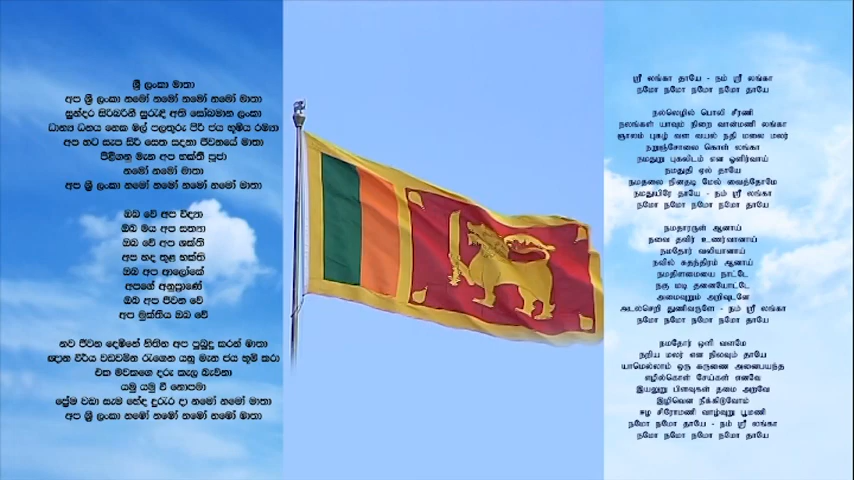 ශ්‍රී ලංකා මාතා
අප ශ්‍රී ලංකා නමෝ නමෝ නමෝ නමෝ මාතා
සුන්දර සිරිබරිනී සුරැඳි අති සෝබමාන ලංකා
ධාන්‍ය ධනය නෙක මල් පලතුරු පිරි ජය භූමිය රම්‍යා
අප හට සැප සිරි සෙත සදනා ජීවනයේ මාතා
පිළිගනු මැන අප භක්තී පූජා
නමෝ නමෝ මාතා
අප ශ්‍රී ලංකා නමෝ නමෝ නමෝ නමෝ මාතා
ඔබ වේ අප විද්‍යා
ඔබ මය අප සත්‍යා
ඔබ වේ අප ශක්ති
අප හද තුළ භක්ති
ඔබ අප ආලෝකේ
අපගේ අනුප්‍රාණේ
ඔබ අප ජීවන වේ
අප මුක්තිය ඔබ වේ
නව ජීවන දෙමිනේ නිතින අප පුබුදු කරන් මාතා
ඥාන වීර්ය වඩවමින රැගෙන යනු මැන ජය භූමි කරා
එක මවකගෙ දරු කැල බැවිනා
යමු යමු වී නොපමා
ප්‍රේම වඩා සැම භේද දුරැර දා නමෝ නමෝ මාතා
අප ශ්‍රී ලංකා නමෝ නමෝ නමෝ නමෝ මාතා
ஸ்ரீ லங்கா தாயே - நம் ஸ்ரீ லங்கா
நமோ நமோ நமோ நமோ தாயே
நல்லெழில் பொலி சீரணி
நலங்கள் யாவும் நிறை வான்மணி லங்கா
ஞாலம் புகழ் வள வயல் நதி மலை மலர்
நறுஞ்சோலை கொள் லங்கா
நமதுறு புகலிடம் என ஒளிர்வாய்
நமதுதி ஏல் தாயே
நமதலை நினதடி மேல் வைத்தோமே
நமதுயிரே தாயே - நம் ஸ்ரீ லங்கா
நமோ நமோ நமோ நமோ தாயே
நமதாரருள் ஆனாய்
நவை தவிர் உணர்வானாய்
நமதோர் வலியானாய்
நவில் சுதந்திரம் ஆனாய்
நமதிளமையை நாட்டே
நகு மடி தனையோட்டே
அமைவுறும் அறிவுடனே
அடல்செறி துணிவருளே - நம் ஸ்ரீ லங்கா
நமோ நமோ நமோ நமோ தாயே
நமதோர் ஒளி வளமே
நறிய மலர் என நிலவும் தாயே
யாமெல்லாம் ஒரு கருணை அனைபயந்த
எழில்கொள் சேய்கள் எனவே
இயலுறு பிளவுகள் தமை அறவே
இழிவென நீக்கிடுவோம்
ஈழ சிரோமணி வாழ்வுறு பூமணி
நமோ நமோ தாயே - நம் ஸ்ரீ லங்கா
நமோ நமோ நமோ நமோ தாயே